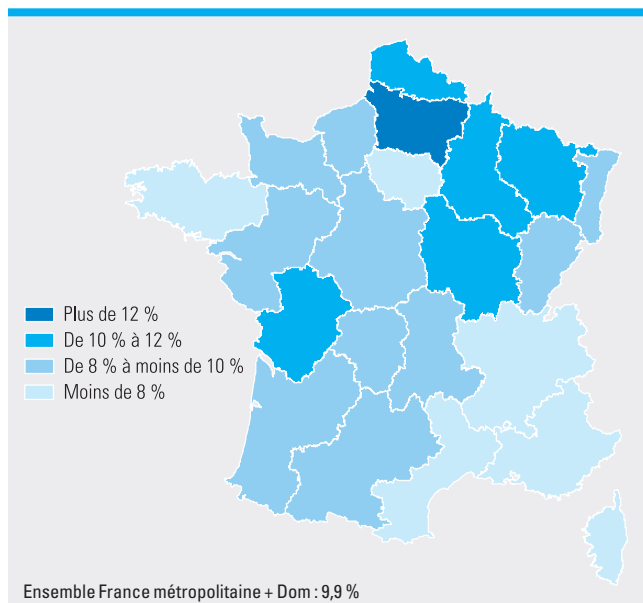 Plus de 12 %
De 10 % à 12 %
De 8 % à moins de 10 %
Moins de 8 %
Ensemble France métropolitaine + Dom : 9,9 %